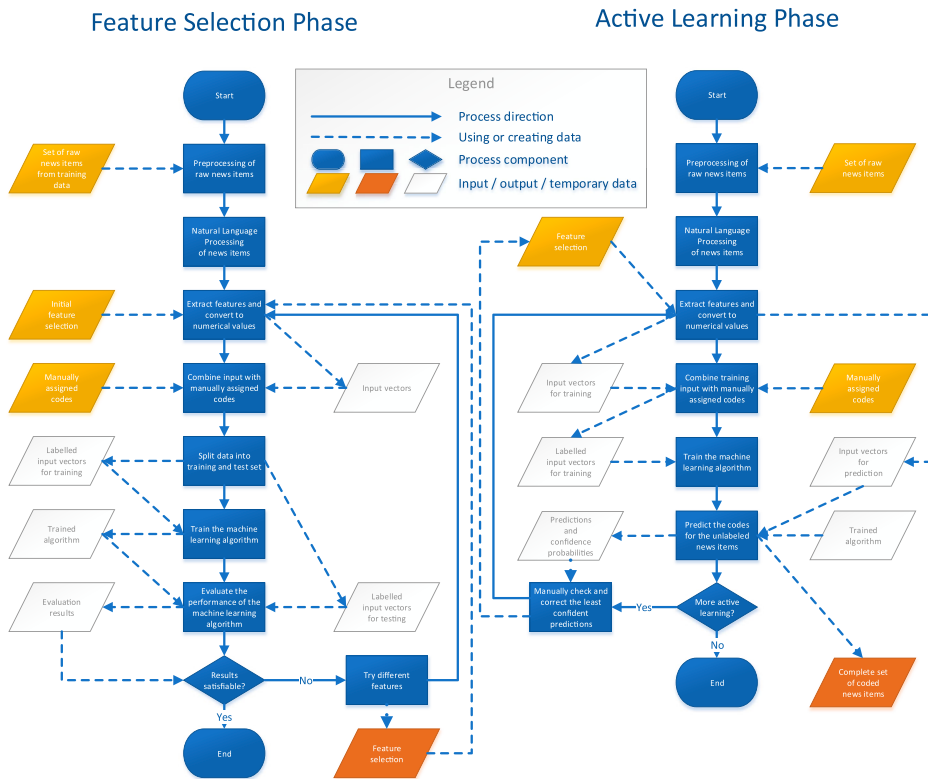 Feature Selection Phase
Active Learning Phase
Legend
Process direction
Using or creating data
Process component
Input / output / temporary data
Start
Set of raw
news items
from training
data
Preprocessing of
raw news items
Natural Language
Processing
of news items
Initial
feature
selection
Extract features and
convert to
numerical values
Manually
assigned
codes
Combine input with
manually assigned
codes
Input vectors
Labelled
input vectors
for training
Split data into
training and test set
Trained
algorithm
Train the machine
learning algorithm
Evaluation
results
Evaluate the
performance of the
machine learning
algorithm
Labelled
input vectors
for testing
Results
satisfiable?
No
Try different
features
Yes
End
Feature
selection
Start
Preprocessing of
raw news items
Set of raw
news items
Natural Language
Processing
of news items
Feature
selection
Extract features and
convert to
numerical values
Input vectors
for training
Combine training
input with manually
assigned codes
Manually
assigned
codes
Labelled
input vectors
for training
Train the machine
learning algorithm
Input vectors
for
prediction
Predictions
and
confidence
probabilities
Predict the codes
for the unlabeled
news items
Trained
algorithm
Manually check and
correct the least
confident
predictions
Yes
More active
learning?
No
End
Complete set
of coded
news items